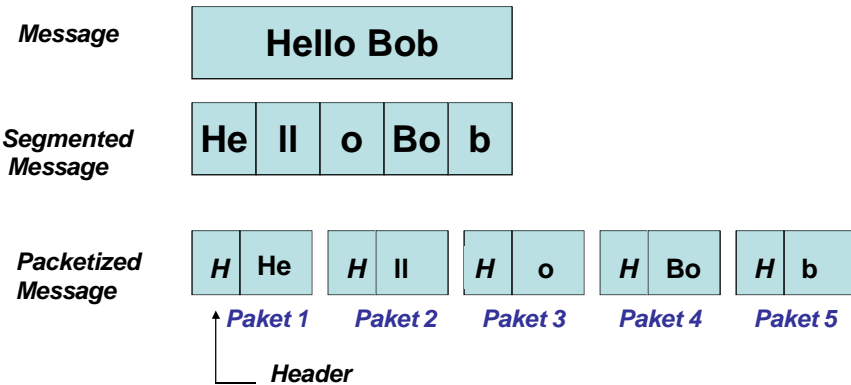 Message
Hello Bob
Segmented
Message
He ll o Bo b
Packetized
Message
H He H ll H o H Bo H b
Paket 1 Paket 2 Paket 3 Paket 4 Paket 5
Header